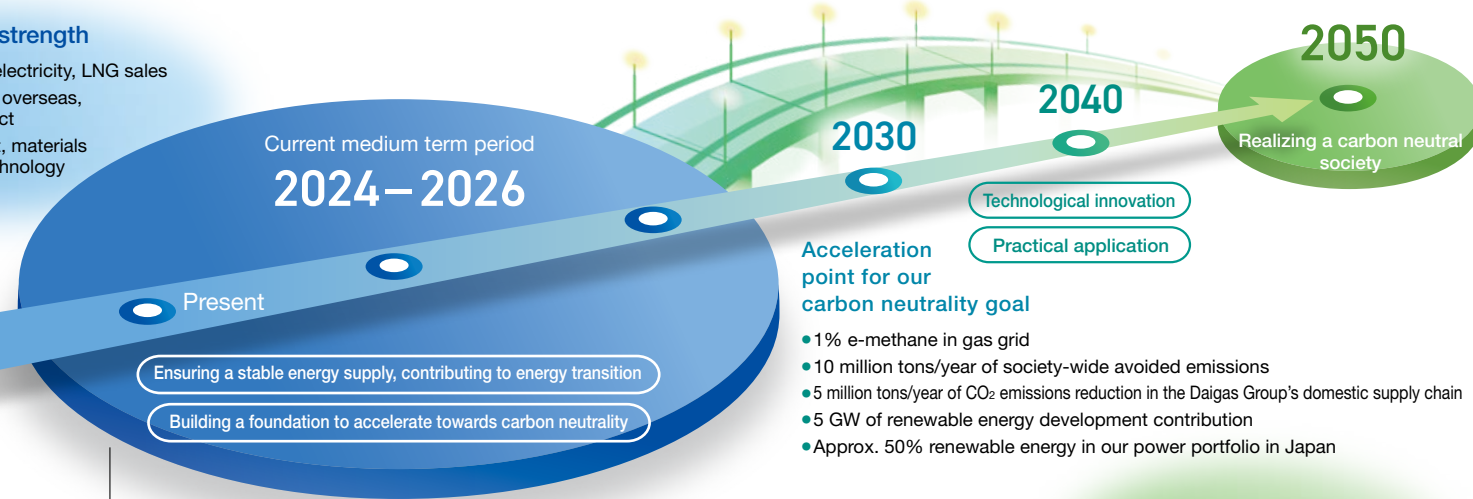 strength
electricity, LNG sales
overseas,
materials
Current medium term period
2024–2026
Present
Ensuring a stable energy supply, contributing to energy transition
Building a foundation to accelerate towards carbon neutrality
2030
2040
2050
Realizing a carbon neutral
society
Technological innovation
Practical application
Acceleration
point for our
carbon neutrality goal
•1% e-methane in gas grid
•10 million tons/year of society-wide avoided emissions
•5 million tons/year of CO₂ emissions reduction in the Daigas Group's domestic supply chain
•5 GW of renewable energy development contribution
•Approx. 50% renewable energy in our power portfolio in Japan